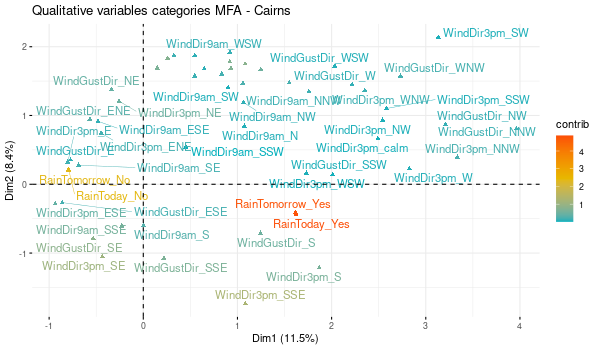 Qualitative variables categories MFA - Cairns
WindDir3pm_SW
WindDir9am_WSW
WindGustDir_WSW
WindGustDir_WNW
WindGustDir_NE
WindGustDir_W
WindDir9am_SW
WindDir9am_NNW
WindDir3pm_WNW
WindDir3pm_SSW
WindGustDir_ENE
WindDir3pm_NE
WindDir9am_NW
WindGustDir_NW
WindDir3pm_E
WindDir9am_ESE
WindDir9am_N
WindDir3pm_NW
WindGustDir_NNW
WindDir3pm_ENE
WindDir3pm_calm
WindGustDir_E
WindDir9am_SSW
WindDir3pm_NNW
WindDir9am_SE
WindGustDir_SSW
RainTomorrow_No
WindDir3pm_WSW
WindDir3pm_W
RainToday_No
RainTomorrow_Yes
WindDir3pm_ESE
WindGustDir_ESE
RainToday_Yes
WindDir9am_SSE
WindDir9am_S
WindGustDir_SE
WindGustDir_S
WindDir3pm_SE
WindGustDir_SSE
WindDir3pm_S
WindDir3pm_SSE
2
1
0
-1
-1
0
1
2
3
4
Dim1 (11.5%)
Dim2 (8.4%)
contrib
4
3
2
1